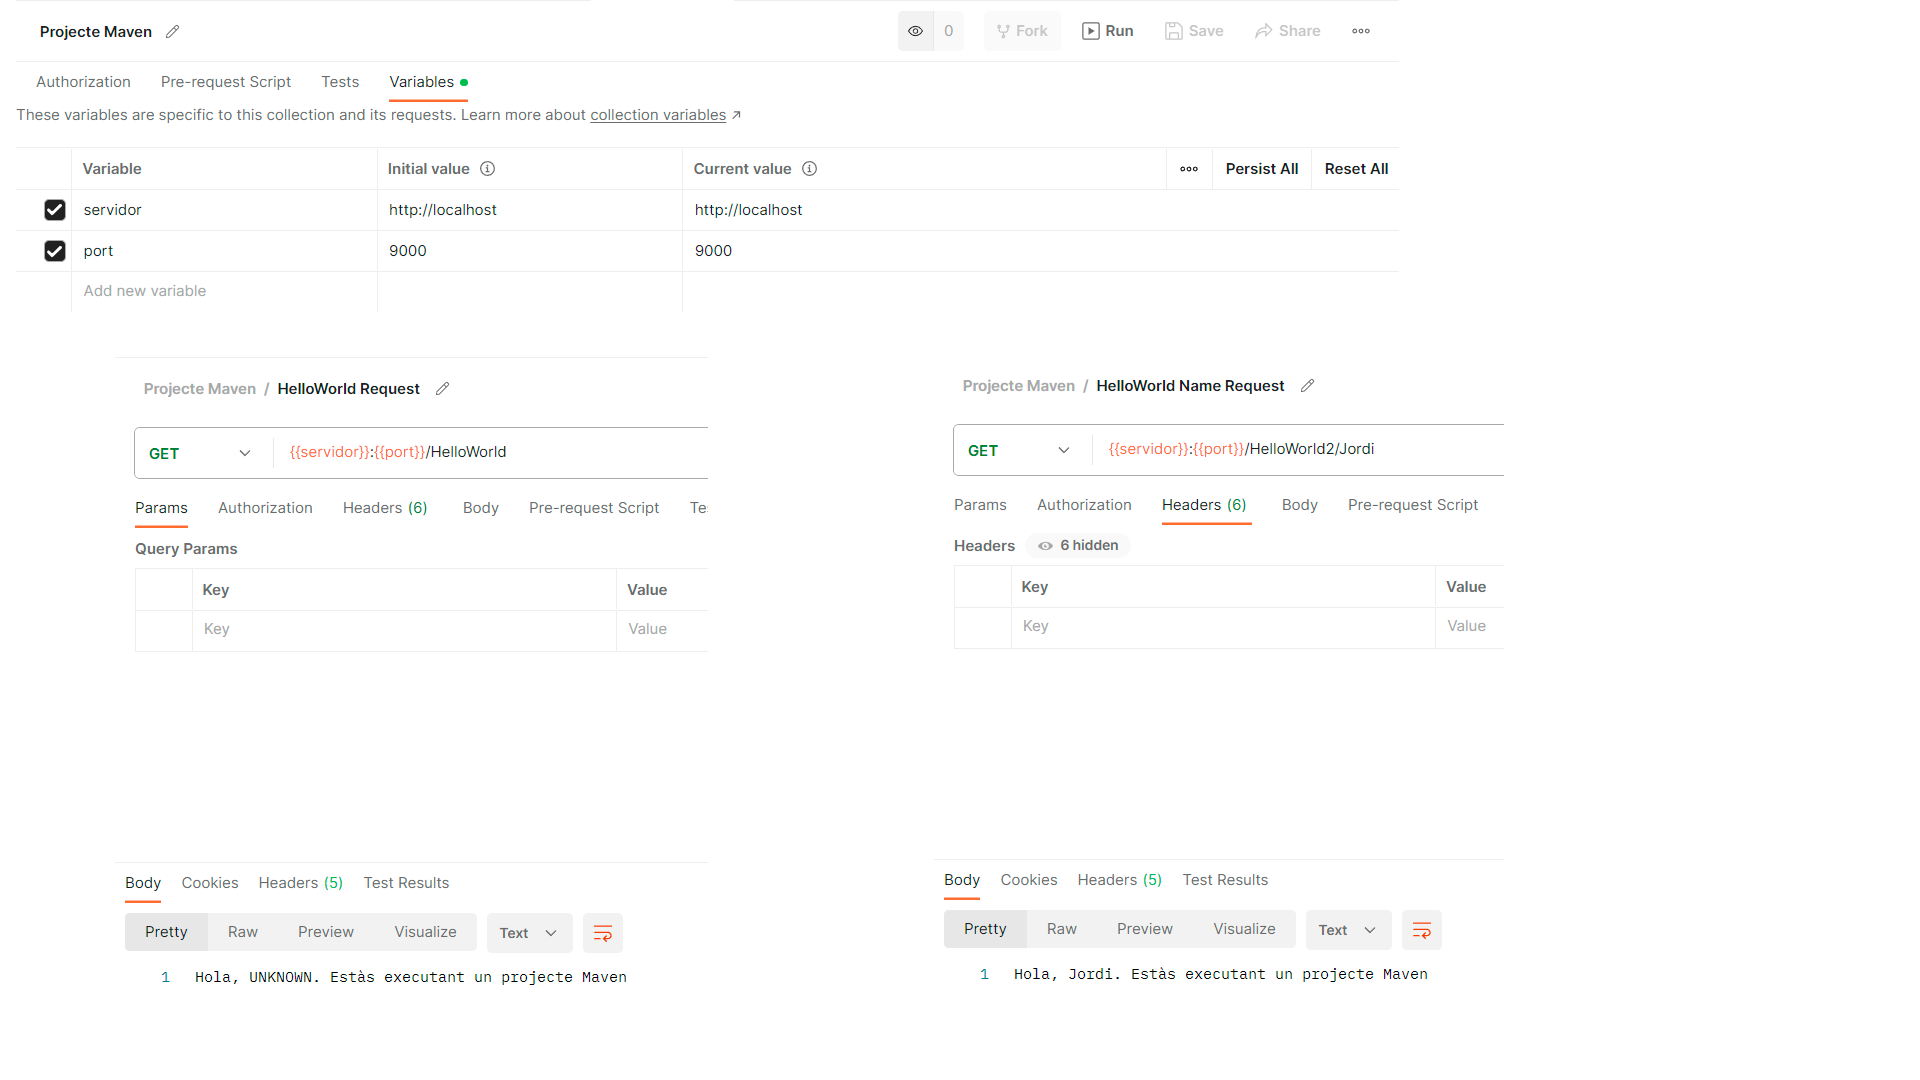 Projecte Maven
0 Fork Run Save Share
Authorization Pre-request Script Tests Variables
These variables are specific to this collection and its requests. Learn more about collection variables ↗
Variable Initial value Current value Persist All Reset All
servidor http://localhost http://localhost
port 9000 9000
Add new variable
Projecte Maven / HelloWorld Request
GET {{servidor}}:{{port}}/HelloWorld
Params Authorization Headers (6) Body Pre-request Script Te
Query Params
Key Value
Key Value
Body Cookies Headers (5) Test Results
Pretty Raw Preview Visualize Text
1 Hola, UNKNOWN. Estàs executant un projecte Maven
Projecte Maven / HelloWorld Name Request
GET {{servidor}}:{{port}}/HelloWorld2/Jordi
Params Authorization Headers (6) Body Pre-request Script
Headers 6 hidden
Key Value
Key Value
Body Cookies Headers (5) Test Results
Pretty Raw Preview Visualize Text
1 Hola, Jordi. Estàs executant un projecte Maven